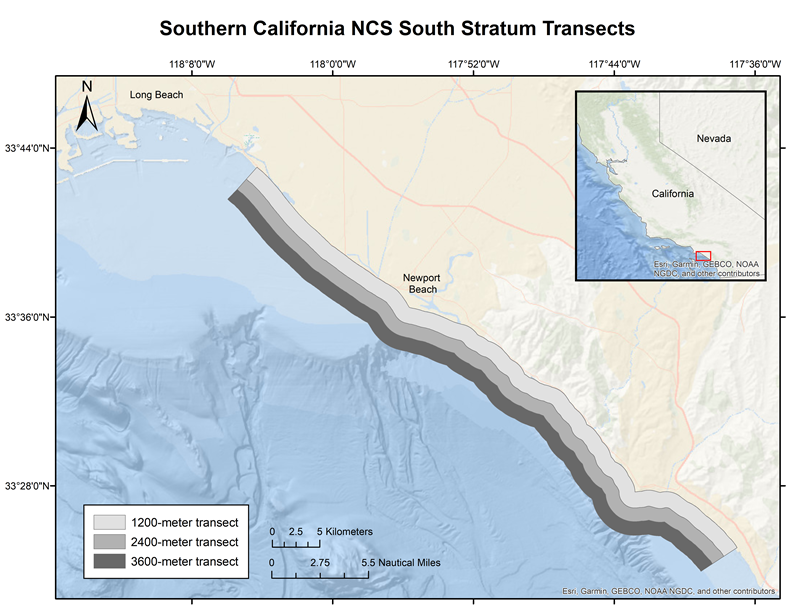 Southern California NCS South Stratum Transects
118°8'0"W 118°0'0"W 117°52'0"W 117°44'0"W 117°36'0"W
N
Long Beach
33°44'0"N
Nevada
California
Esri, Garmin, GEBCO, NOAA
NGDC, and other contributors
Newport
Beach
33°36'0"N
33°28'0"N
1200-meter transect
2400-meter transect
3600-meter transect
0 2.5 5 Kilometers
0 2.75 5.5 Nautical Miles
Esri, Garmin, GEBCO, NOAA NGDC, and other contributors